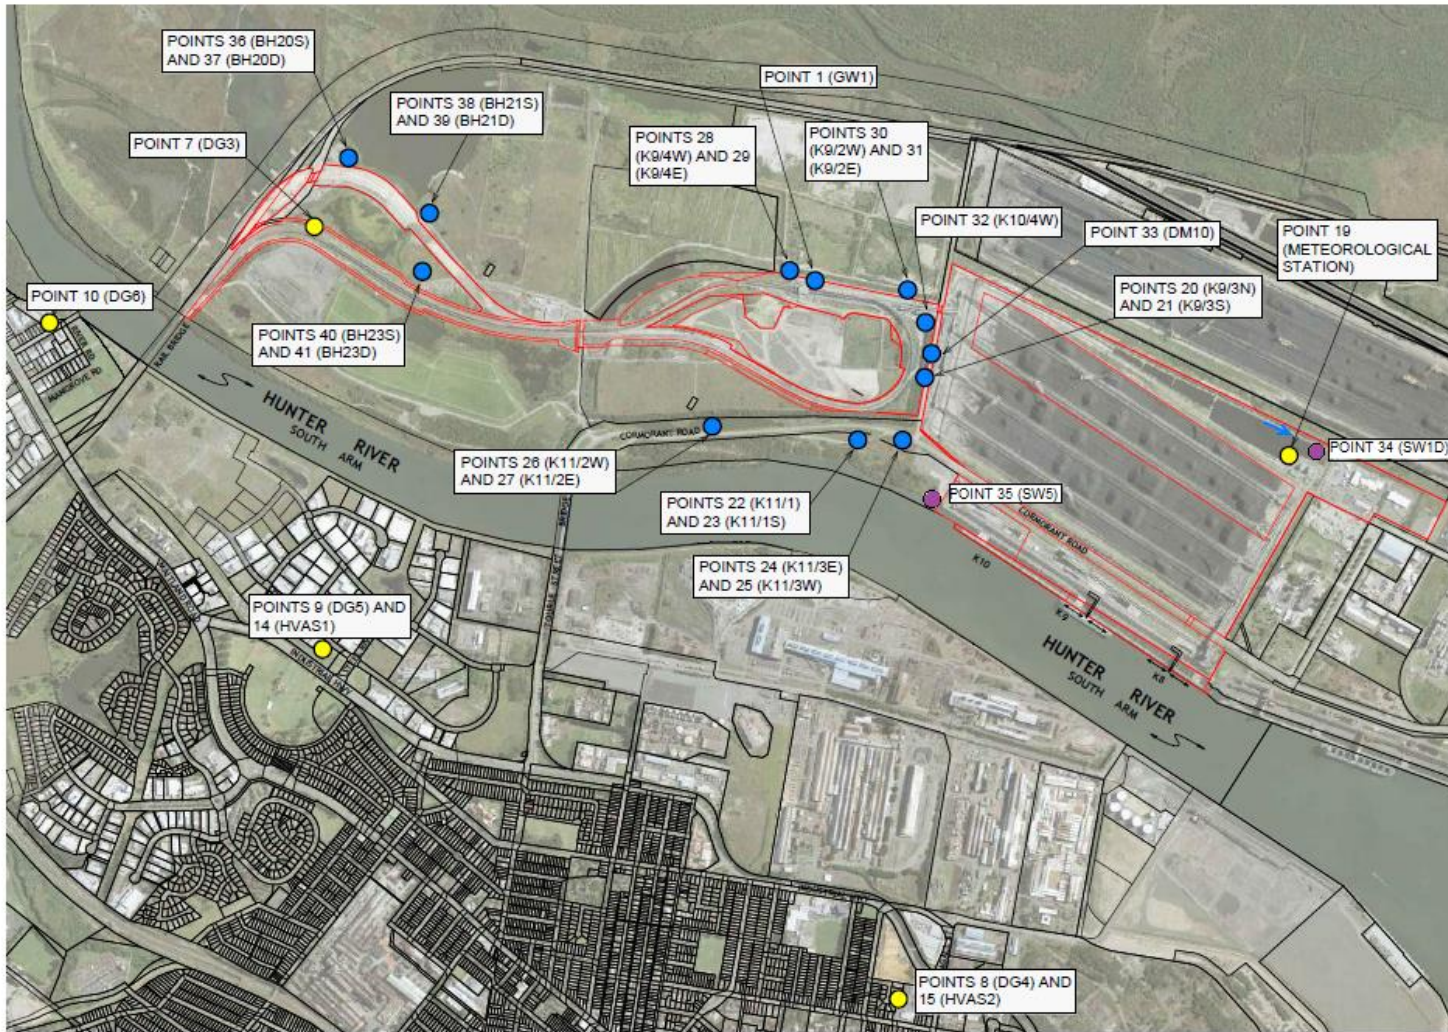 POINTS 36 (BH20S)
AND 37 (BH20D)
POINT 1 (GW1)
POINTS 38 (BH21S)
AND 39 (BH21D)
POINT 7 (DG3)
POINTS 28
(K9/4W) AND 29
(K9/4E)
POINTS 30
(K9/2W) AND 31
(K9/2E)
POINT 32 (K10/4W)
POINT 33 (DM10)
POINT 19
(METEOROLOGICAL
STATION)
POINT 10 (DG6)
POINTS 20 (K9/3N)
AND 21 (K9/3S)
POINTS 40 (BH23S)
AND 41 (BH23D)
RAIL BRIDGE
MANGROVE RD
HUNTER RIVER
SOUTH ARM
CORMORANT ROAD
POINT 34 (SW1D)
POINTS 26 (K11/2W)
AND 27 (K11/2E)
POINTS 22 (K11/1)
AND 23 (K11/1S)
POINT 35 (SW5)
CORMORANT ROAD
K10
POINTS 24 (K11/3E)
AND 25 (K11/3W)
K9
K8
HUNTER RIVER
SOUTH ARM
POINTS 9 (DG5) AND
14 (HVAS1)
INDUSTRIAL HWY
POINTS 8 (DG4) AND
15 (HVAS2)